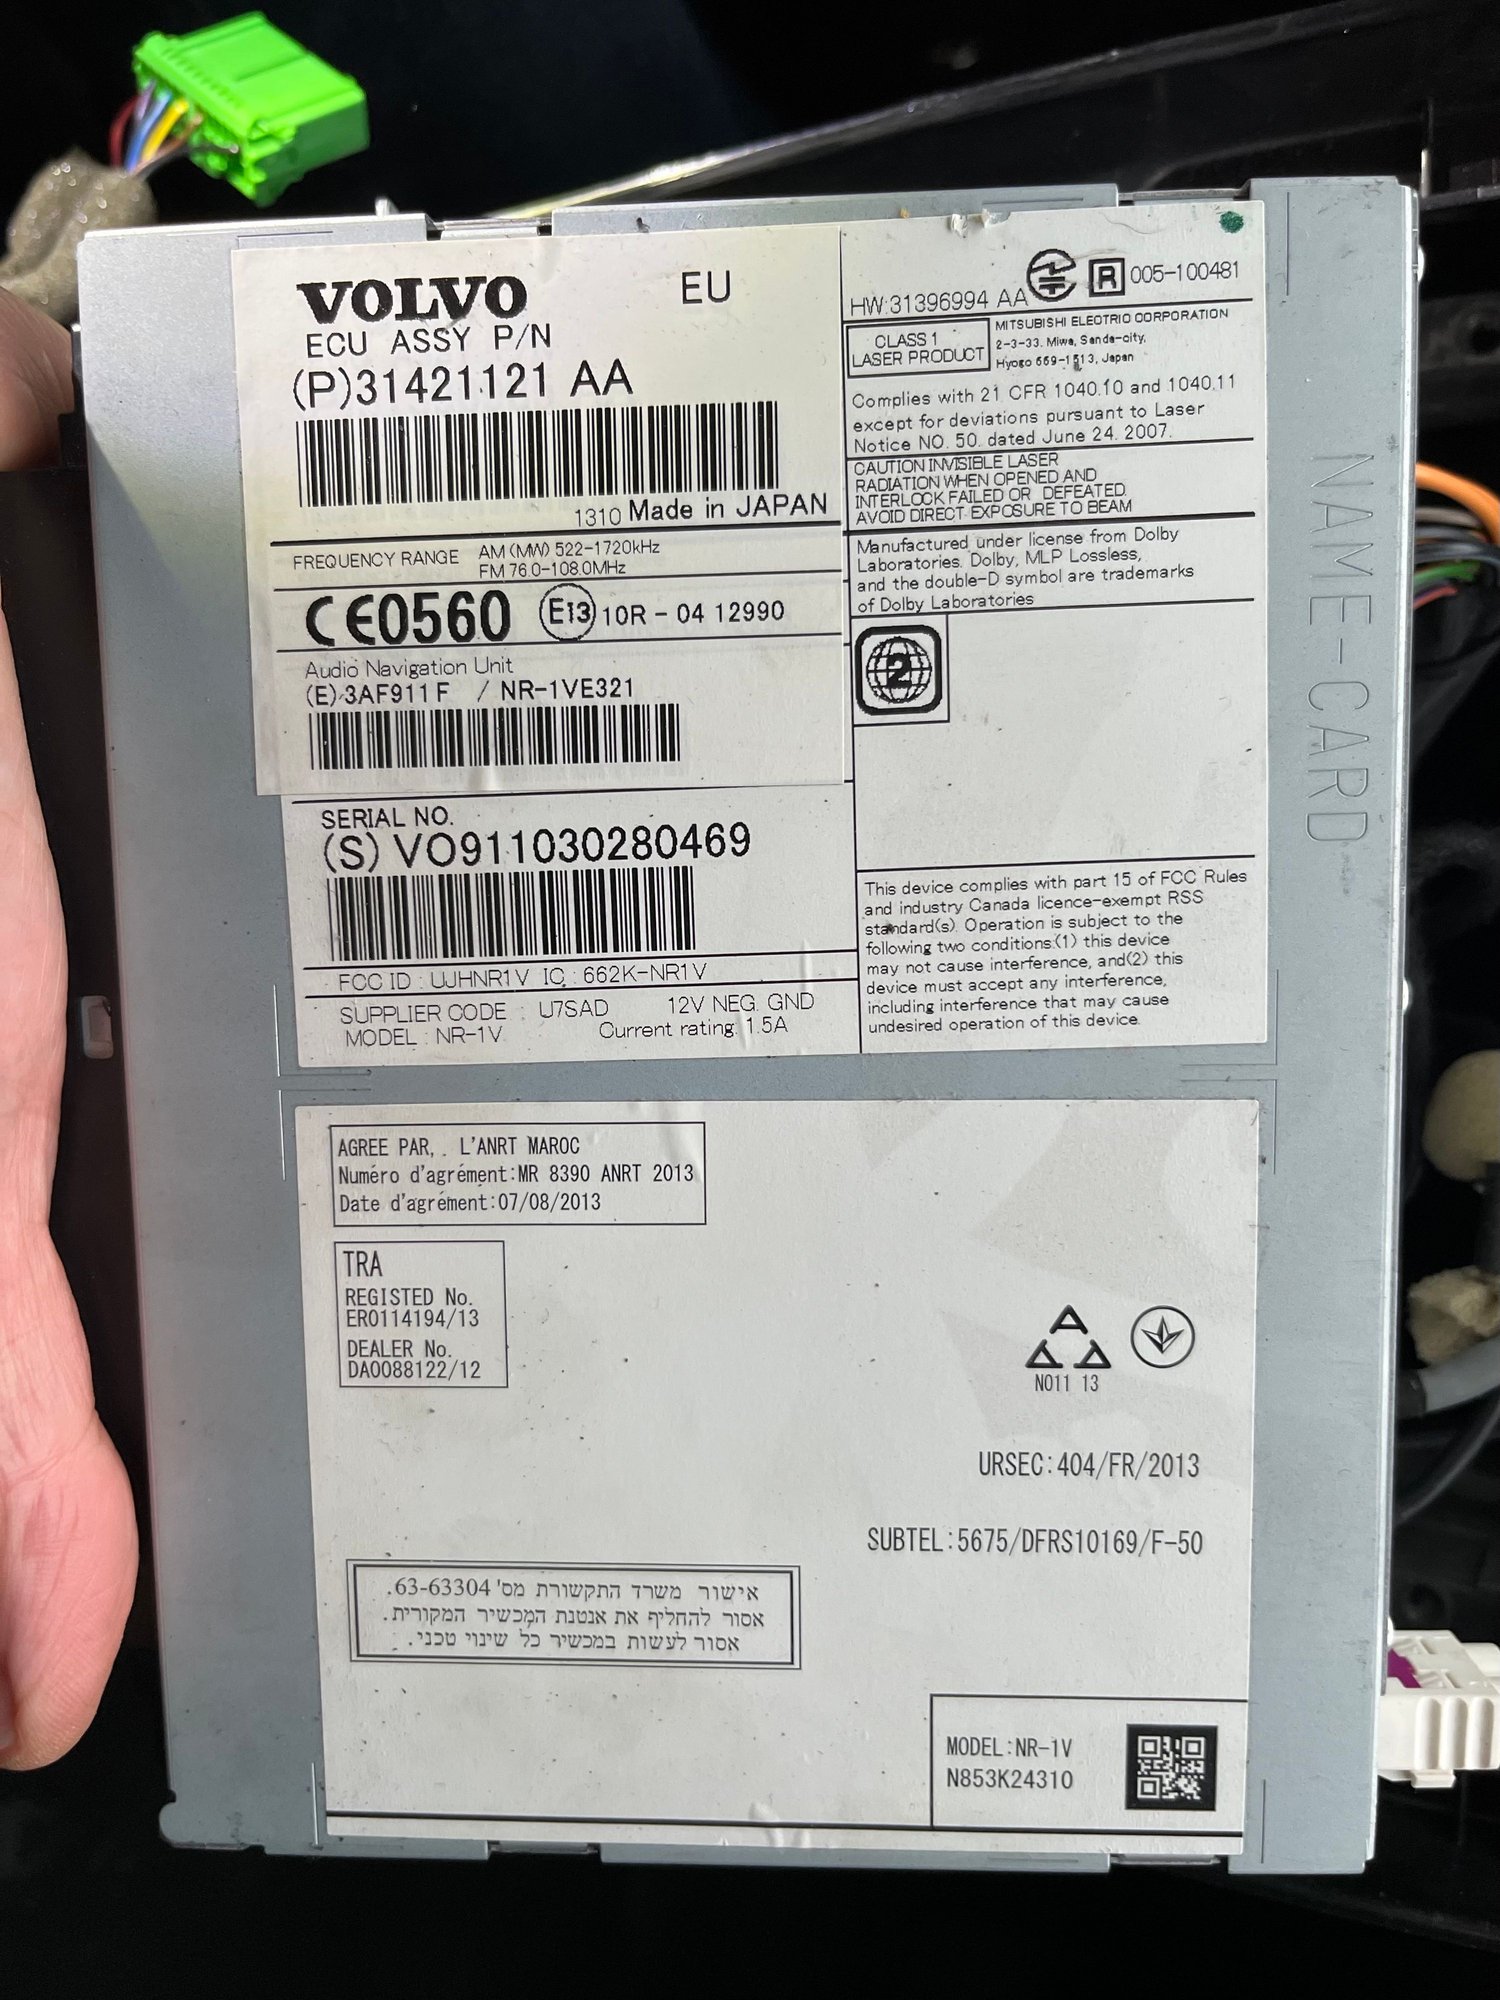 VOLVO EU
ECU ASSY P/N
(P)31421121 AA
1310 Made in JAPAN
FREQUENCY RANGE AM (MW) 522-1720kHz
FM 76.0-108.0MHz
CE0560 E13 10R - 04 12990
Audio Navigation Unit
(E) 3AF911F / NR-1VE321
SERIAL NO.
(S) VO911030280469
FCC ID : UJHNR1V IC : 662K-NR1V
SUPPLIER CODE : U7SAD 12V NEG. GND
MODEL : NR-1V Current rating: 1.5A
HW:31396994 AA R 005-100481
CLASS 1
LASER PRODUCT
MITSUBISHI ELECTRIC CORPORATION
2-3-33. Miwa, Sanda-city,
Hyogo 669-1513, Japan
Complies with 21 CFR 1040.10 and 1040.11
except for deviations pursuant to Laser
Notice NO. 50. dated June 24. 2007.
CAUTION INVISIBLE LASER
RADIATION WHEN OPENED AND
INTERLOCK FAILED OR DEFEATED.
AVOID DIRECT EXPOSURE TO BEAM
Manufactured under license from Dolby
Laboratories. Dolby, MLP Lossless,
and the double-D symbol are trademarks
of Dolby Laboratories
2
This device complies with part 15 of FCC Rules
and industry Canada licence-exempt RSS
standard(s). Operation is subject to the
following two conditions:(1) this device
may not cause interference, and(2) this
device must accept any interference,
including interference that may cause
undesired operation of this device.
NAME-CARD
AGREE PAR, . L'ANRT MAROC
Numéro d'agrément:MR 8390 ANRT 2013
Date d'agrément:07/08/2013
TRA
REGISTED No.
ER0114194/13
DEALER No.
DA0088122/12
N011 13
URSEC:404/FR/2013
SUBTEL:5675/DFRS10169/F-50
אישור משרד התקשורת מס' 63-63304.
אסור להחליף את אנטנת המכשיר המקורית.
אסור לעשות במכשיר כל שינוי טכני.
MODEL:NR-1V
N853K24310